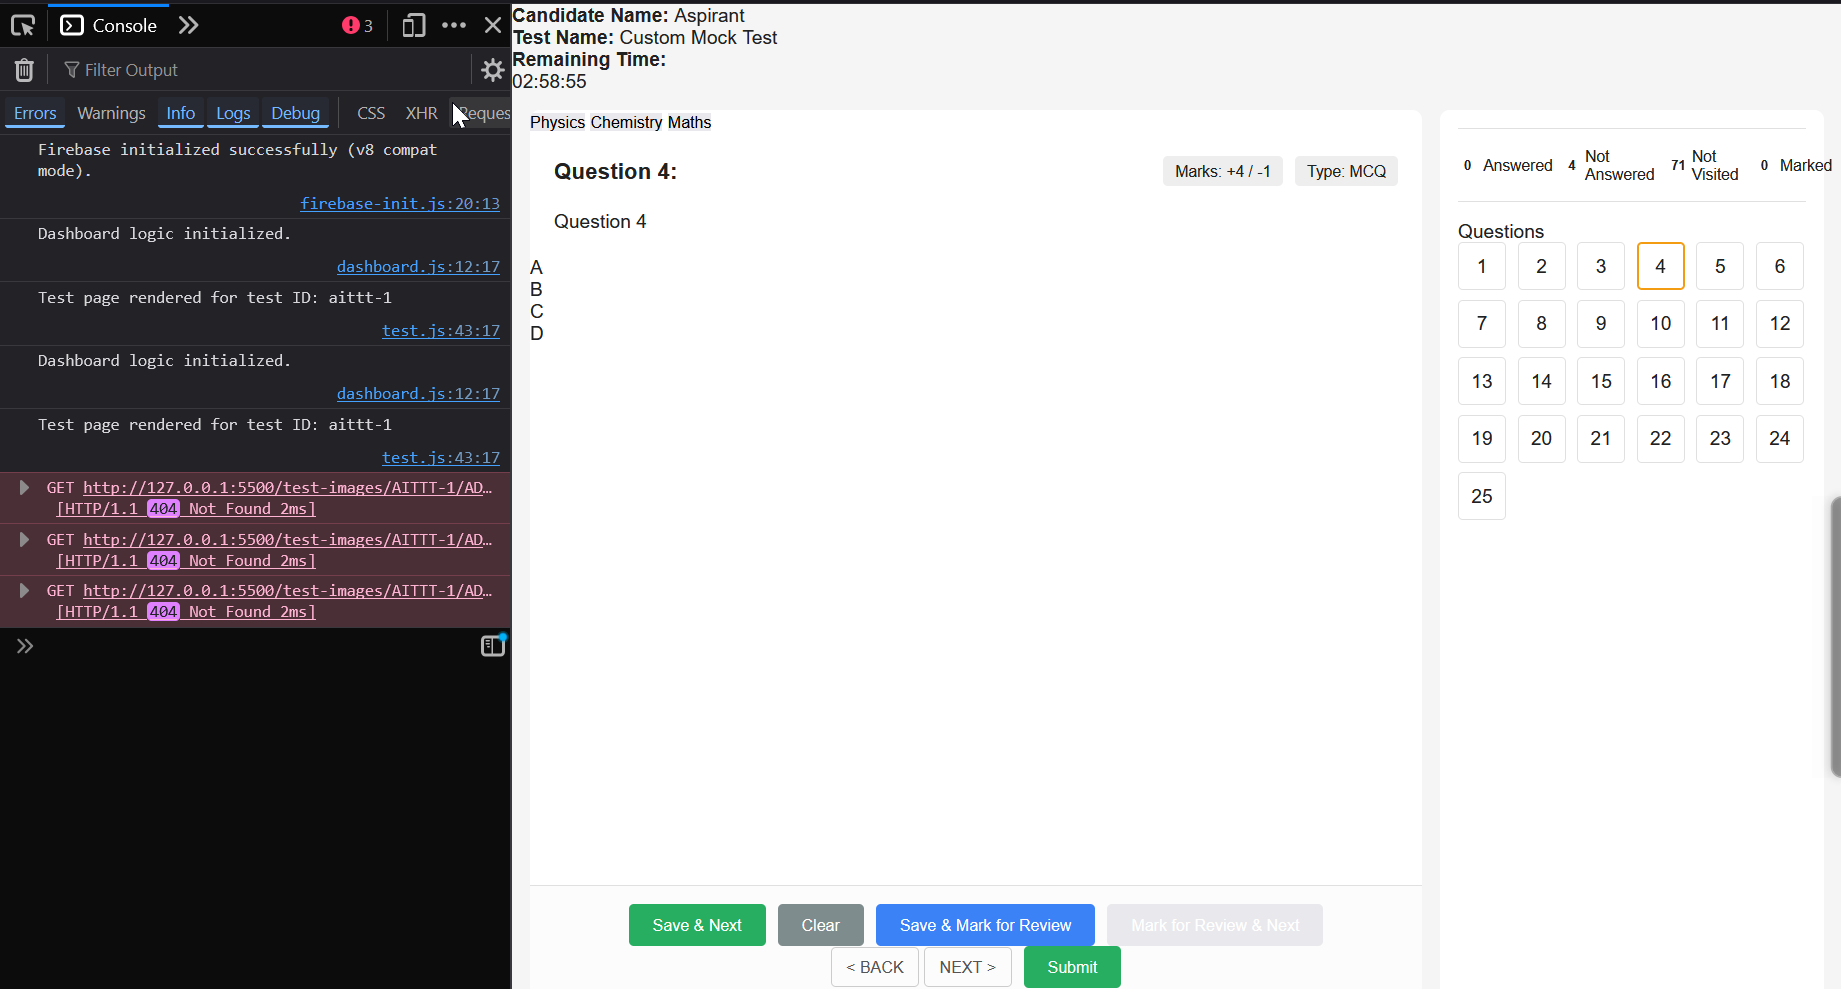 Console
3
Filter Output
Errors Warnings Info Logs Debug CSS XHR eques
Firebase initialized successfully (v8 compat
mode).
firebase-init.js:20:13
Dashboard logic initialized.
dashboard.js:12:17
Test page rendered for test ID: aittt-1
test.js:43:17
Dashboard logic initialized.
dashboard.js:12:17
Test page rendered for test ID: aittt-1
test.js:43:17
GET http://127.0.0.1:5500/test-images/AITTT-1/AD…
[HTTP/1.1 404 Not Found 2ms]
GET http://127.0.0.1:5500/test-images/AITTT-1/AD…
[HTTP/1.1 404 Not Found 2ms]
GET http://127.0.0.1:5500/test-images/AITTT-1/AD…
[HTTP/1.1 404 Not Found 2ms]
Candidate Name: Aspirant
Test Name: Custom Mock Test
Remaining Time:
02:58:55
Physics Chemistry Maths
Question 4:
Marks: +4 / -1
Type: MCQ
Question 4
A
B
C
D
Save & Next
Clear
Save & Mark for Review
Mark for Review & Next
< BACK
NEXT >
Submit
0 Answered
4 Not
Answered
71 Not
Visited
0 Marked
Questions
1 2 3 4 5 6
7 8 9 10 11 12
13 14 15 16 17 18
19 20 21 22 23 24
25